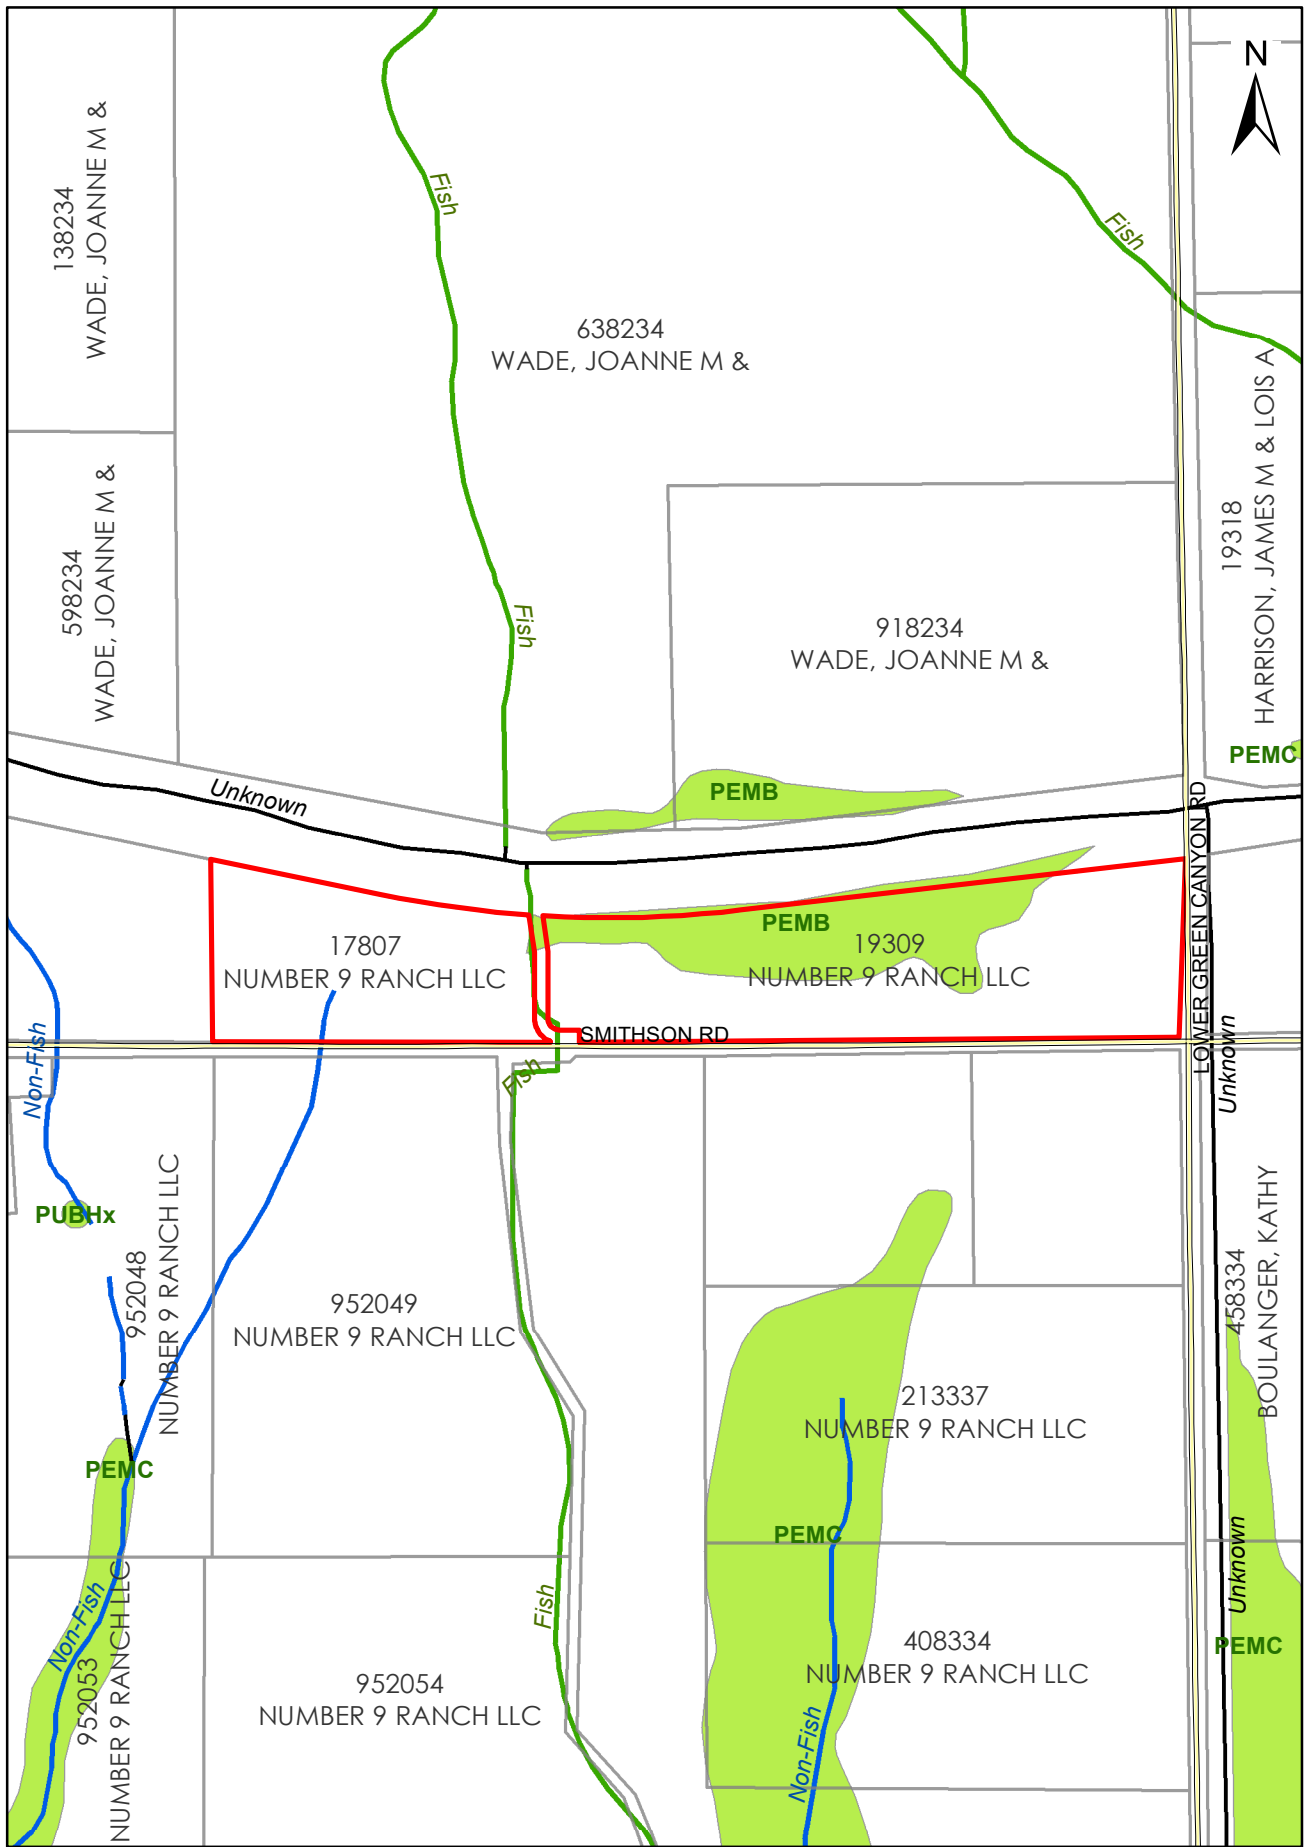 N
138234
WADE, JOANNE M &
Fish
Fish
638234
WADE, JOANNE M &
19318
HARRISON, JAMES M & LOIS A
598234
WADE, JOANNE M &
Fish
918234
WADE, JOANNE M &
PEMC
Unknown
PEMB
LOWER GREEN CANYON RD
PEMB
17807
NUMBER 9 RANCH LLC
19309
NUMBER 9 RANCH LLC
SMITHSON RD
Non-Fish
Fish
Unknown
PUBHx
952048
NUMBER 9 RANCH LLC
952049
NUMBER 9 RANCH LLC
458334
BOULANGER, KATHY
213337
NUMBER 9 RANCH LLC
PEMC
PEMC
Unknown
Non-Fish
952053
NUMBER 9 RANCH LLC
Fish
408334
NUMBER 9 RANCH LLC
PEMC
952054
NUMBER 9 RANCH LLC
Non-Fish